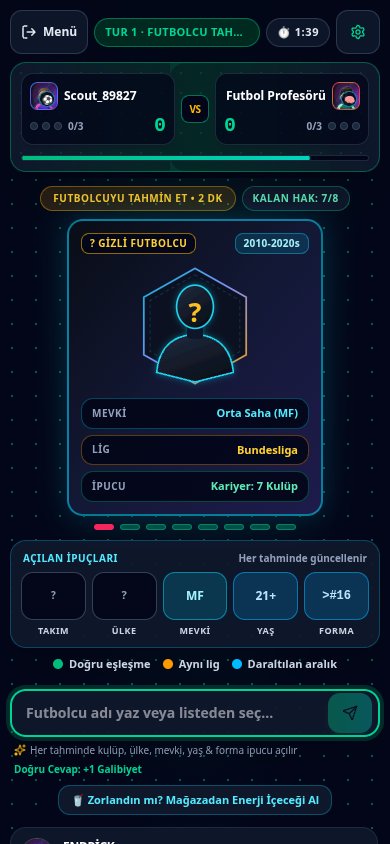 Menü
TUR 1 · FUTBOLCU TAH...
1:39
Scout_89827
0/3
0
VS
Futbol Profesörü
0
0/3
FUTBOLCUYU TAHMİN ET • 2 DK
KALAN HAK: 7/8
? GİZLİ FUTBOLCU
2010-2020s
?
MEVKİ
Orta Saha (MF)
LİG
Bundesliga
İPUCU
Kariyer: 7 Kulüp
AÇILAN İPUÇLARI
Her tahminde güncellenir
?
?
MF
21+
>#16
TAKIM
ÜLKE
MEVKİ
YAŞ
FORMA
Doğru eşleşme
Aynı lig
Daraltılan aralık
Futbolcu adı yaz veya listeden seç...
Her tahminde kulüp, ülke, mevki, yaş & forma ipucu açılır
Doğru Cevap: +1 Galibiyet
Zorlandın mı? Mağazadan Enerji İçeceği Al
ENDRICK